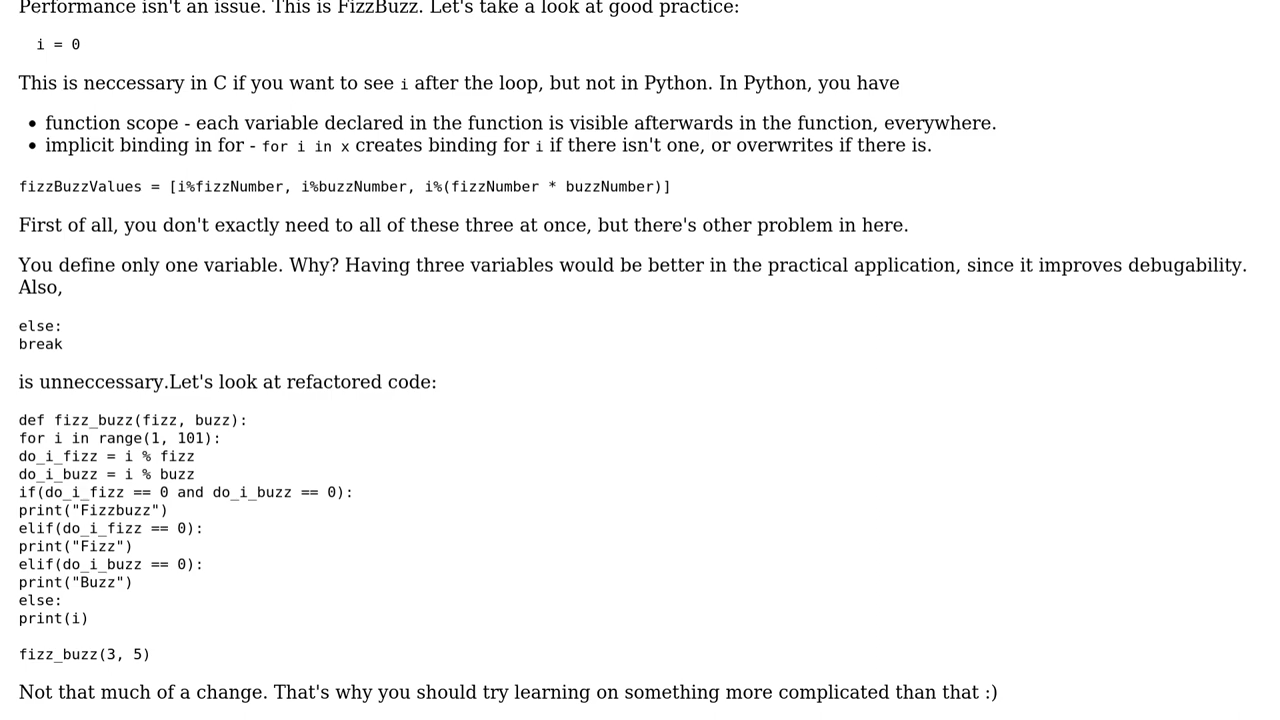 Performance isn't an issue. This is FizzBuzz. Let's take a look at good practice:
i = 0
This is neccessary in C if you want to see i after the loop, but not in Python. In Python, you have
• function scope - each variable declared in the function is visible afterwards in the function, everywhere.
• implicit binding in for - for i in x creates binding for i if there isn't one, or overwrites if there is.
fizzBuzzValues = [i%fizzNumber, i%buzzNumber, i%(fizzNumber * buzzNumber)]
First of all, you don't exactly need to all of these three at once, but there's other problem in here.
You define only one variable. Why? Having three variables would be better in the practical application, since it improves debugability.
Also,
else:
break
is unneccessary.Let's look at refactored code:
def fizz_buzz(fizz, buzz):
for i in range(1, 101):
do_i_fizz = i % fizz
do_i_buzz = i % buzz
if(do_i_fizz == 0 and do_i_buzz == 0):
print("Fizzbuzz")
elif(do_i_fizz == 0):
print("Fizz")
elif(do_i_buzz == 0):
print("Buzz")
else:
print(i)
fizz_buzz(3, 5)
Not that much of a change. That's why you should try learning on something more complicated than that :)